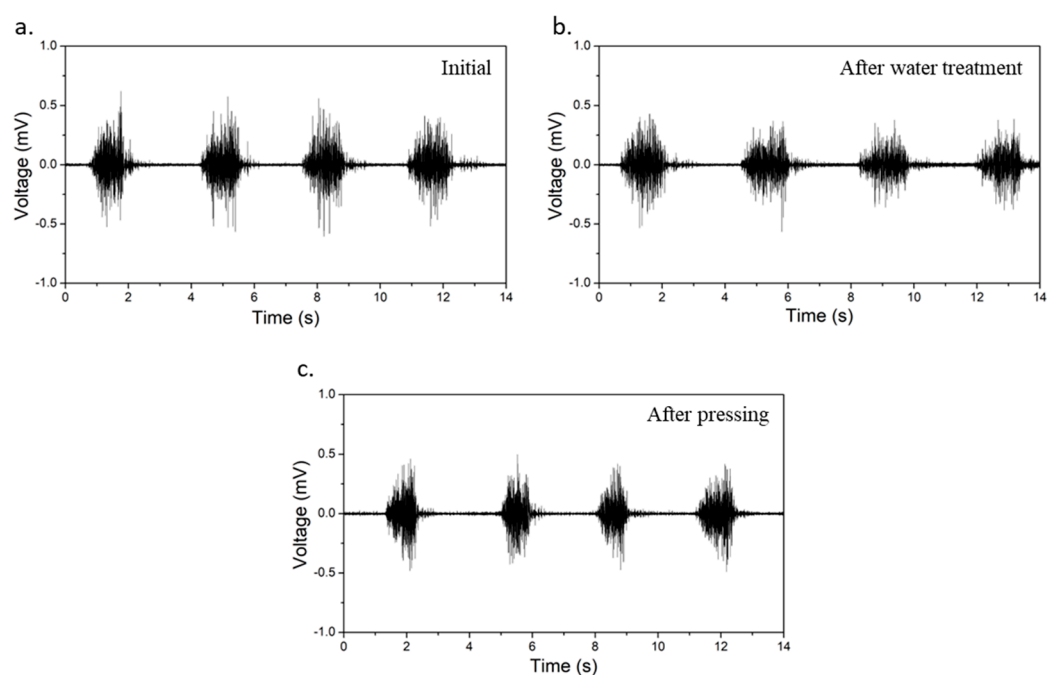 a.
Initial
1.0
0.5
0.0
-0.5
-1.0
Voltage (mV)
0 2 4 6 8 10 12 14
Time (s)
b.
After water treatment
1.0
0.5
0.0
-0.5
-1.0
Voltage (mV)
0 2 4 6 8 10 12 14
Time (s)
c.
After pressing
1.0
0.5
0.0
-0.5
-1.0
Voltage (mV)
0 2 4 6 8 10 12 14
Time (s)